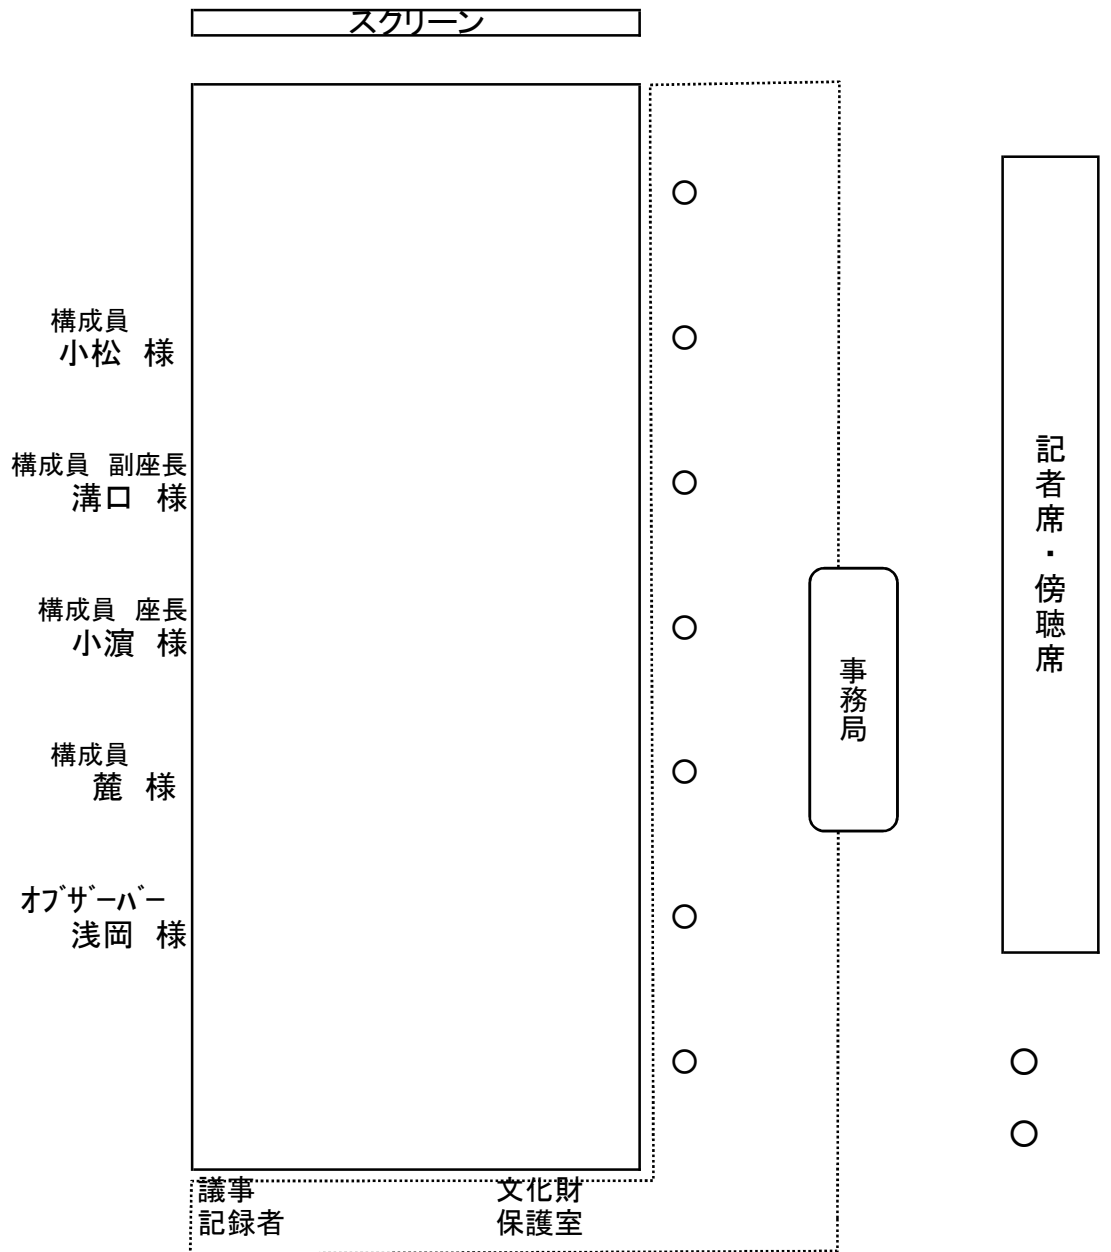 スクリーン
構成員
小松　様
構成員　副座長
溝口　様
構成員　座長
小濵　様
構成員
麓　様
ｵﾌﾞｻﾞｰﾊﾞｰ
浅岡　様
事務局
記者席・傍聴席
議事
記録者
文化財
保護室